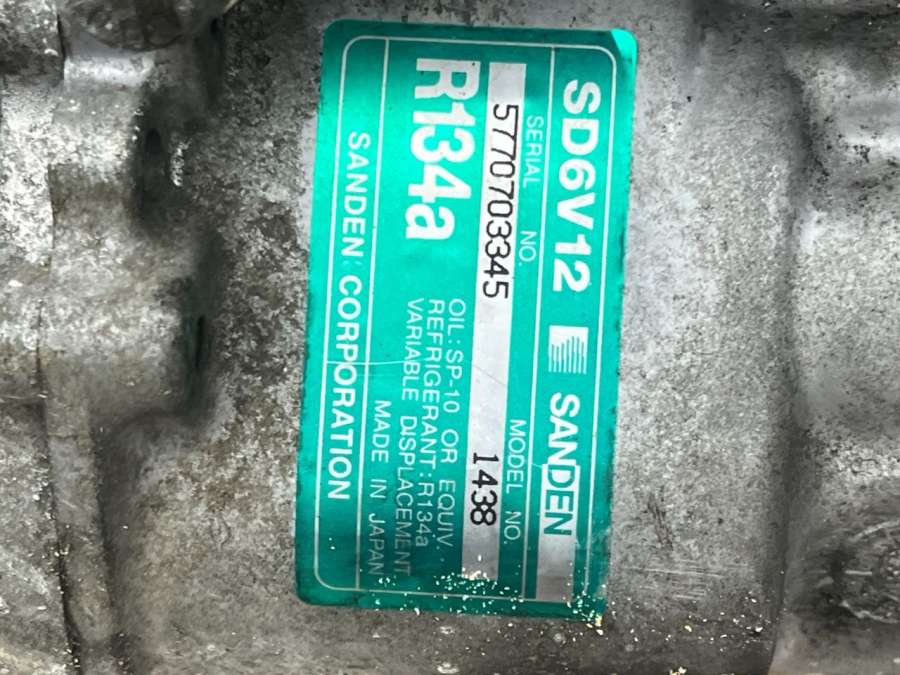 SD6V12 SANDEN
SERIAL NO. MODEL NO.
5770703345 1438
R134a
OIL:SP-10 OR EQUIV.
REFRIGERANT:R134a
VARIABLE DISPLACEMENT
MADE IN JAPAN
SANDEN CORPORATION